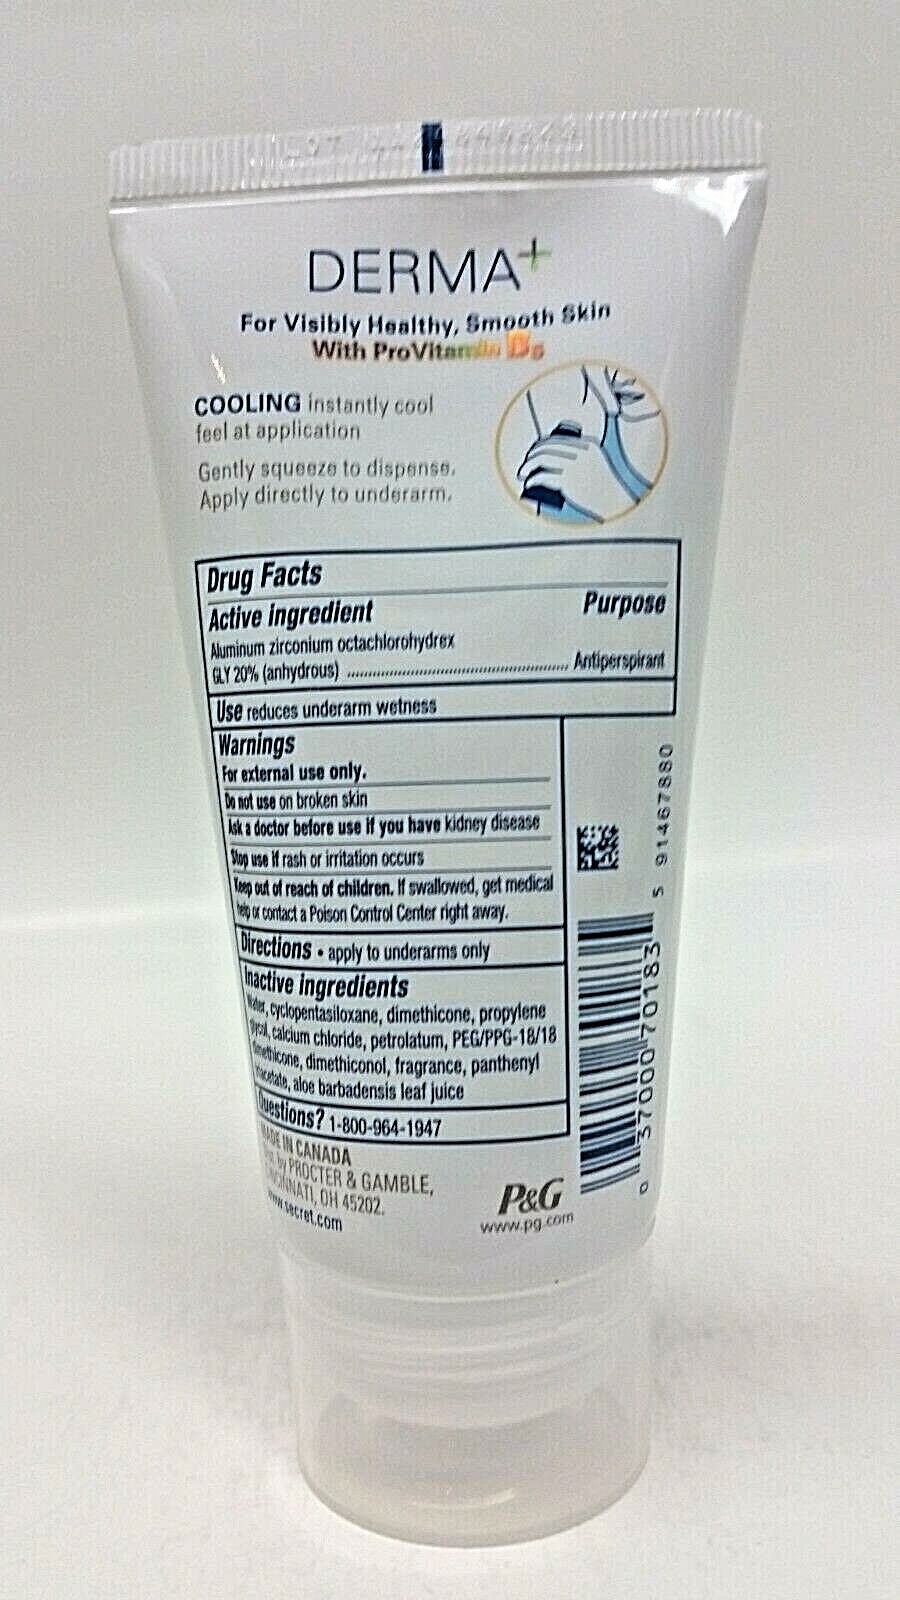 DERMA+
For Visibly Healthy, Smooth Skin
With ProVitamin B5
COOLING instantly cool
feel at application
Gently squeeze to dispense.
Apply directly to underarm.
Drug Facts
Active ingredient Purpose
Aluminum zirconium octachlorohydrex
GLY 20% (anhydrous) ........ Antiperspirant
Use reduces underarm wetness
Warnings
For external use only.
Do not use on broken skin
Ask a doctor before use if you have kidney disease
Stop use if rash or irritation occurs
Keep out of reach of children. If swallowed, get medical
help or contact a Poison Control Center right away.
Directions • apply to underarms only
Inactive ingredients
Water, cyclopentasiloxane, dimethicone, propylene
glycol, calcium chloride, petrolatum, PEG/PPG-18/18
dimethicone, dimethiconol, fragrance, panthenyl
triacetate, aloe barbadensis leaf juice
Questions? 1-800-964-1947
MADE IN CANADA
by PROCTER & GAMBLE,
CINCINNATI, OH 45202.
www.secret.com
P&G
www.pg.com
91467880
0 37000 70183 5